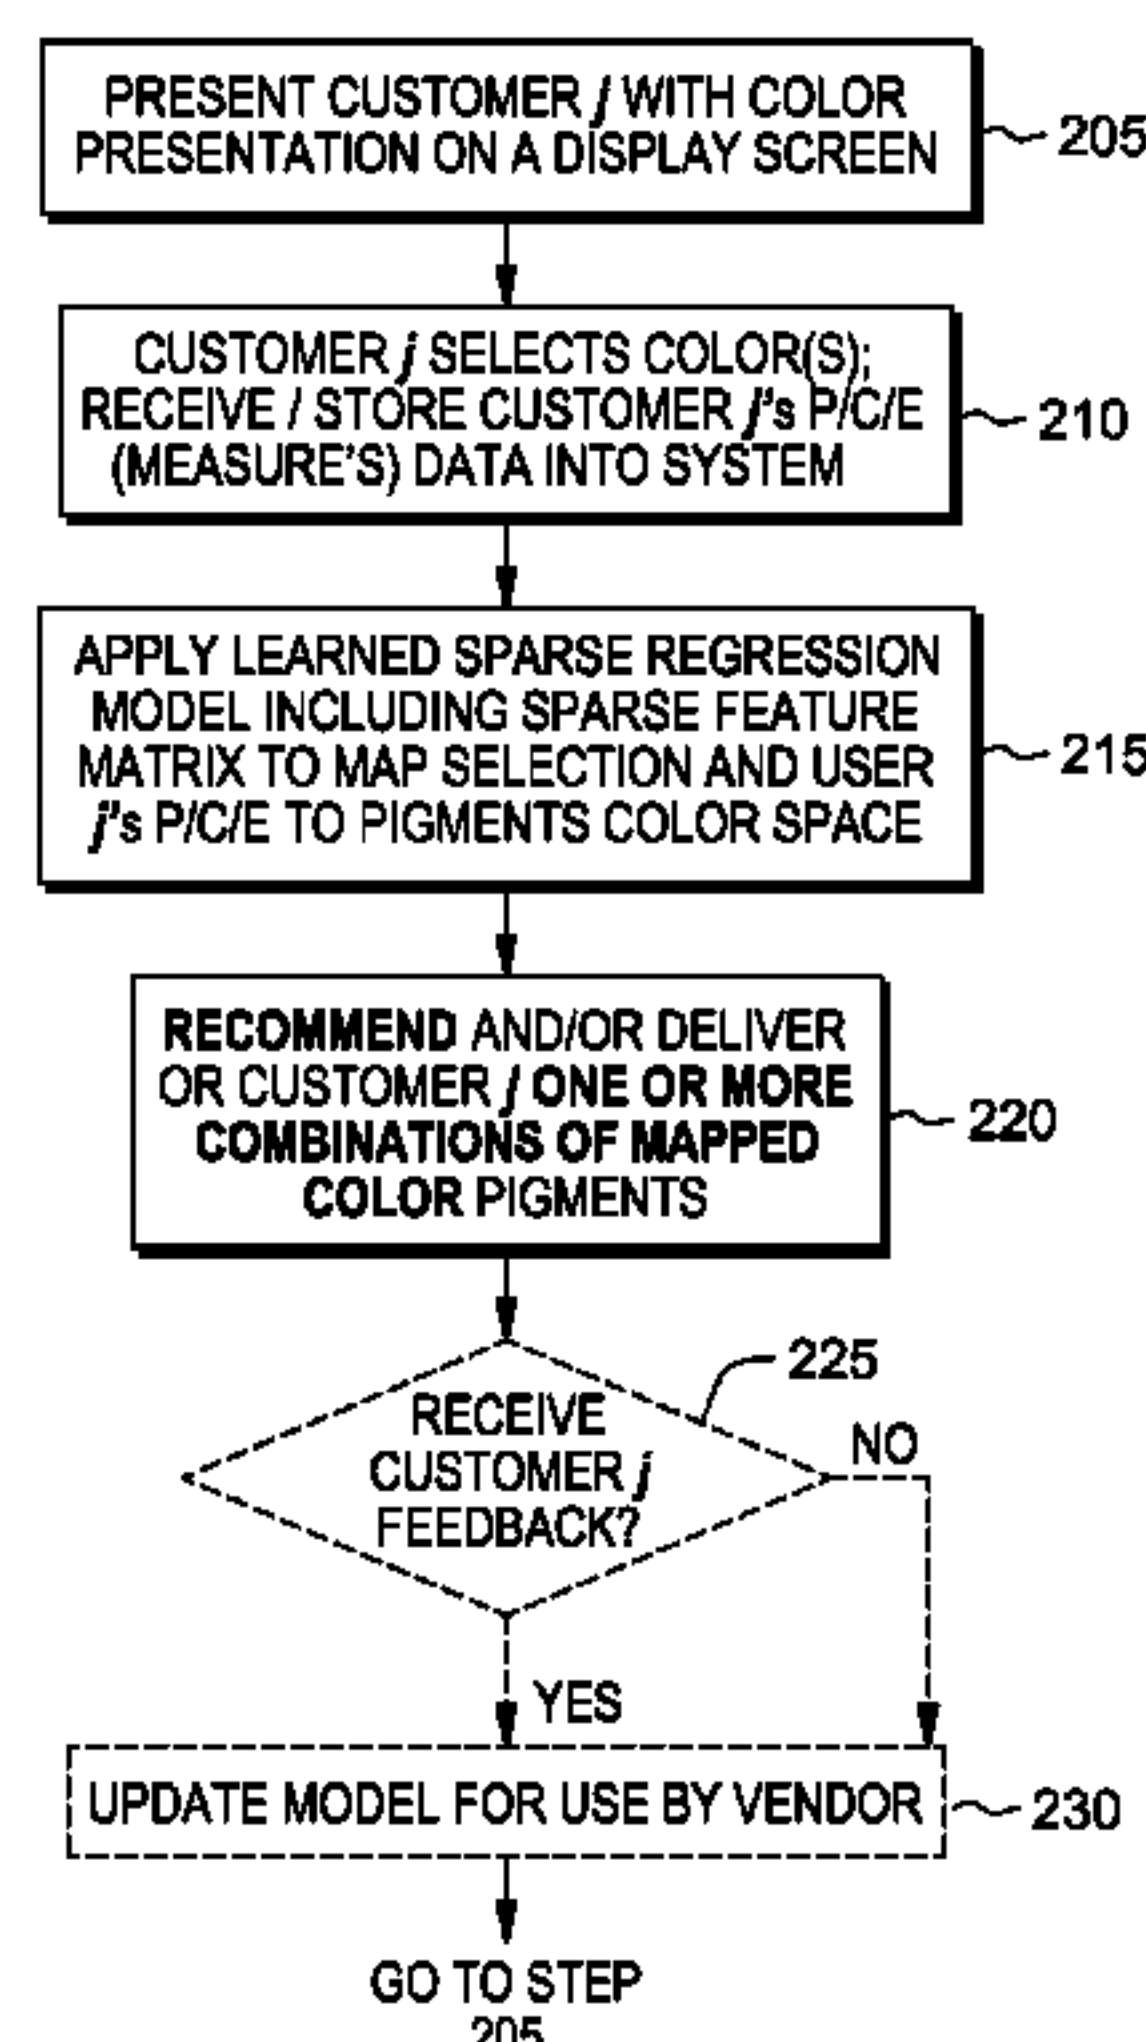 PRESENT CUSTOMER j WITH COLOR
PRESENTATION ON A DISPLAY SCREEN
205
CUSTOMER j SELECTS COLOR(S);
RECEIVE / STORE CUSTOMER j's P/C/E
(MEASURE'S) DATA INTO SYSTEM
210
APPLY LEARNED SPARSE REGRESSION
MODEL INCLUDING SPARSE FEATURE
MATRIX TO MAP SELECTION AND USER
j's P/C/E TO PIGMENTS COLOR SPACE
215
RECOMMEND AND/OR DELIVER
OR CUSTOMER j ONE OR MORE
COMBINATIONS OF MAPPED
COLOR PIGMENTS
220
225
RECEIVE
CUSTOMER j
FEEDBACK?
NO
YES
UPDATE MODEL FOR USE BY VENDOR
230
GO TO STEP
205